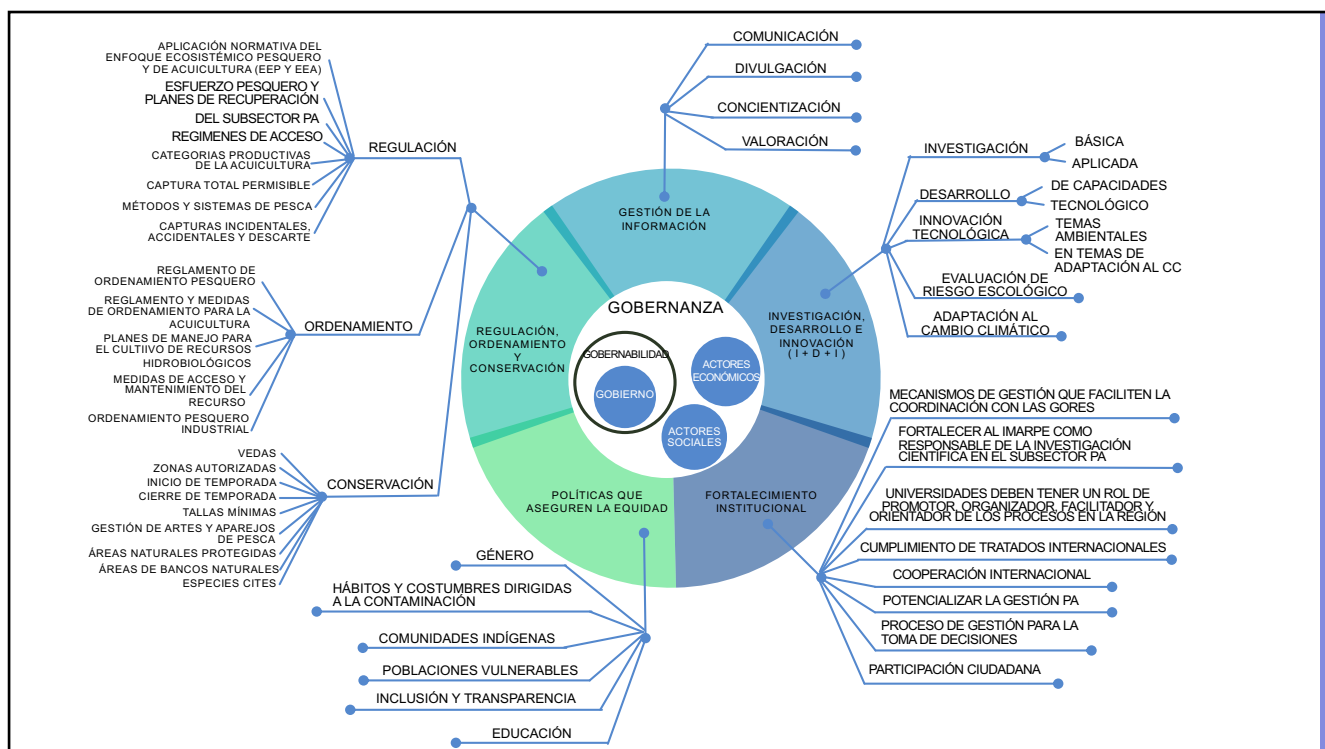 APLICACIÓN NORMATIVA DEL
ENFOQUE ECOSISTÉMICO PESQUERO
Y DE ACUICULTURA (EEP Y EEA)
ESFUERZO PESQUERO Y
PLANES DE RECUPERACIÓN
DEL SUBSECTOR PA
REGIMENES DE ACCESO
CATEGORIAS PRODUCTIVAS
DE LA ACUICULTURA
CAPTURA TOTAL PERMISIBLE
MÉTODOS Y SISTEMAS DE PESCA
CAPTURAS INCIDENTALES,
ACCIDENTALES Y DESCARTE
REGULACIÓN
REGLAMENTO DE
ORDENAMIENTO PESQUERO
REGLAMENTO Y MEDIDAS
DE ORDENAMIENTO PARA LA
ACUICULTURA
PLANES DE MANEJO PARA
EL CULTIIVO DE RECURSOS
HIDROBIOLÓGICOS
MEDIDAS DE ACCESO Y
MANTENIMIENTO DEL
RECURSO
ORDENAMIENTO PESQUERO
INDUSTRIAL
ORDENAMIENTO
VEDAS
ZONAS AUTORIZADAS
INICIO DE TEMPORADA
CIERRE DE TEMPORADA
TALLAS MÍNIMAS
GESTIÓN DE ARTES Y APAREJOS
DE PESCA
ÁREAS NATURALES PROTEGIDAS
ÁREAS DE BANCOS NATURALES
ESPECIES CITES
CONSERVACIÓN
COMUNICACIÓN
DIVULGACIÓN
CONCIENTIZACIÓN
VALORACIÓN
GESTIÓN DE LA
INFORMACIÓN
REGULACIÓN,
ORDENAMIENTO
Y
CONSERVACIÓN
GOBERNANZA
GOBERNABILIDAD
GOBIERNO
ACTORES
ECONÓMICOS
ACTORES
SOCIALES
INVESTIGACIÓN,
DESARROLLO E
INNOVACIÓN
( I + D + I )
POLÍTICAS QUE
ASEGUREN LA EQUIDAD
FORTALECIMIENTO
INSTITUCIONAL
INVESTIGACIÓN
BÁSICA
APLICADA
DESARROLLO
DE CAPACIDADES
TECNOLÓGICO
INNOVACIÓN
TECNOLÓGICA
TEMAS
AMBIENTALES
EN TEMAS DE
ADAPTACIÓN AL CC
EVALUACIÓN DE
RIESGO ESCOLÓGICO
ADAPTACIÓN AL
CAMBIO CLIMÁTICO
MECANISMOS DE GESTIÓN QUE FACILITEN LA
COORDINACIÓN CON LAS GORES
FORTALECER AL IMARPE COMO
RESPONSABLE DE LA INVESTIGACIÓN
CIENTÍFICA EN EL SUBSECTOR PA
UNIVERSIDADES DEBEN TENER UN ROL DE
PROMOTOR, ORGANIZADOR, FACILITADOR Y
ORIENTADOR DE LOS PROCESOS EN LA REGIÓN
CUMPLIMIENTO DE TRATADOS INTERNACIONALES
COOPERACIÓN INTERNACIONAL
POTENCIALIZAR LA GESTIÓN PA
PROCESO DE GESTIÓN PARA LA
TOMA DE DECISIONES
PARTICIPACIÓN CIUDADANA
GÉNERO
HÁBITOS Y COSTUMBRES DIRIGIDAS
A LA CONTAMINACIÓN
COMUNIDADES INDÍGENAS
POBLACIONES VULNERABLES
INCLUSIÓN Y TRANSPARENCIA
EDUCACIÓN